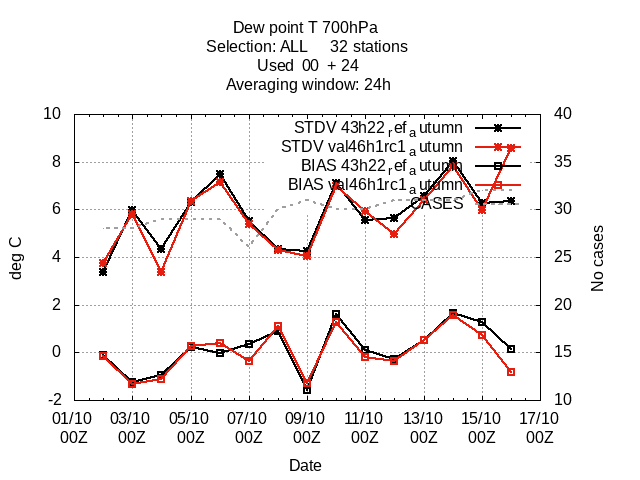 Dew point T 700hPa
Selection: ALL     32 stations
Used  00  + 24
Averaging window: 24h
10 40
STDV 43h22ref_autumn
STDV val46h1rc1_autumn
8 35
BIAS 43h22ref_autumn
BIAS val46h1rc1_autumn
CASES
6 30
4 25
2 20
0 15
-2 10
deg C
No cases
01/10 03/10 05/10 07/10 09/10 11/10 13/10 15/10 17/10
00Z 00Z 00Z 00Z 00Z 00Z 00Z 00Z 00Z
Date